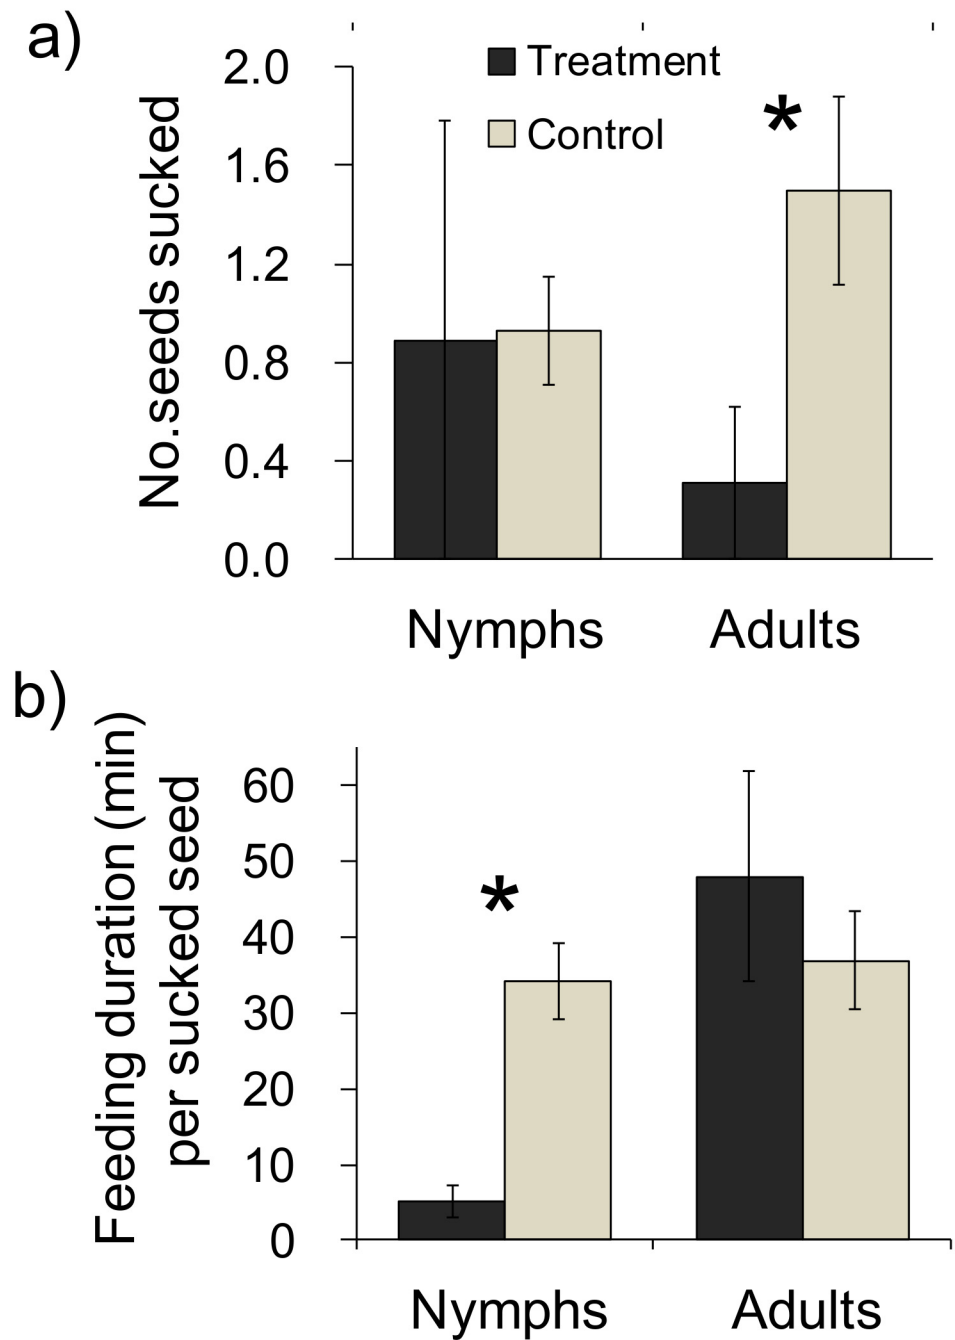 a)
No.seeds sucked
2.0
1.6
1.2
0.8
0.4
0.0
Treatment
Control
*
Nymphs Adults
b)
Feeding duration (min)
per sucked seed
60
50
40
30
20
10
0
*
Nymphs Adults